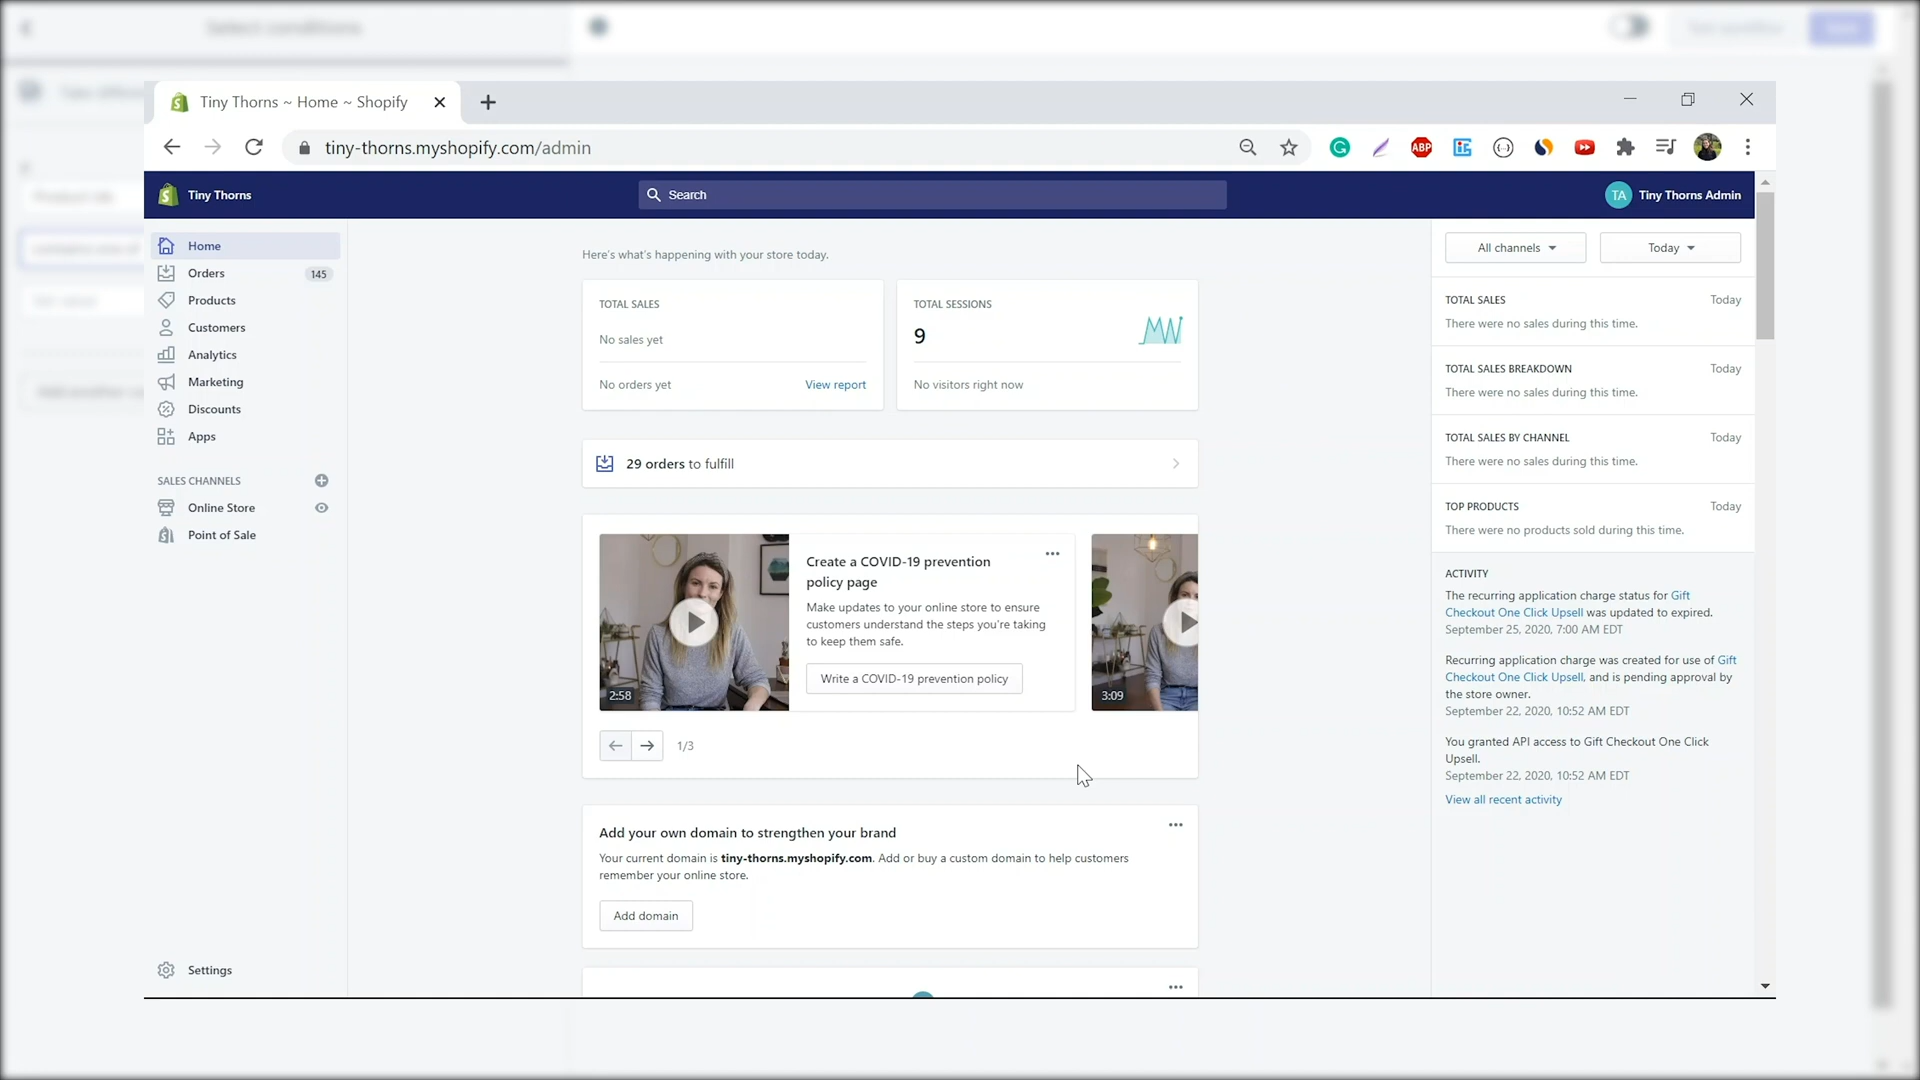 Select conditions
Tiny Thorns ~ Home ~ Shopify
tiny-thorns.myshopify.com/admin
ABP
Tiny Thorns
Search
TA
Tiny Thorns Admin
Home
Orders
145
Products
Customers
Analytics
Marketing
Discounts
Apps
SALES CHANNELS
Online Store
Point of Sale
Settings
Here's what's happening with your store today.
TOTAL SALES
No sales yet
No orders yet
View report
TOTAL SESSIONS
9
No visitors right now
29 orders to fulfill
2:58
Create a COVID-19 prevention
policy page
Make updates to your online store to ensure
customers understand the steps you're taking
to keep them safe.
Write a COVID-19 prevention policy
3:09
1/3
Add your own domain to strengthen your brand
Your current domain is tiny-thorns.myshopify.com. Add or buy a custom domain to help customers
remember your online store.
Add domain
All channels
Today
TOTAL SALES
Today
There were no sales during this time.
TOTAL SALES BREAKDOWN
Today
There were no sales during this time.
TOTAL SALES BY CHANNEL
Today
There were no sales during this time.
TOP PRODUCTS
Today
There were no products sold during this time.
ACTIVITY
The recurring application charge status for Gift
Checkout One Click Upsell was updated to expired.
September 25, 2020, 7:00 AM EDT
Recurring application charge was created for use of Gift
Checkout One Click Upsell, and is pending approval by
the store owner.
September 22, 2020, 10:52 AM EDT
You granted API access to Gift Checkout One Click
Upsell.
September 22, 2020, 10:52 AM EDT
View all recent activity